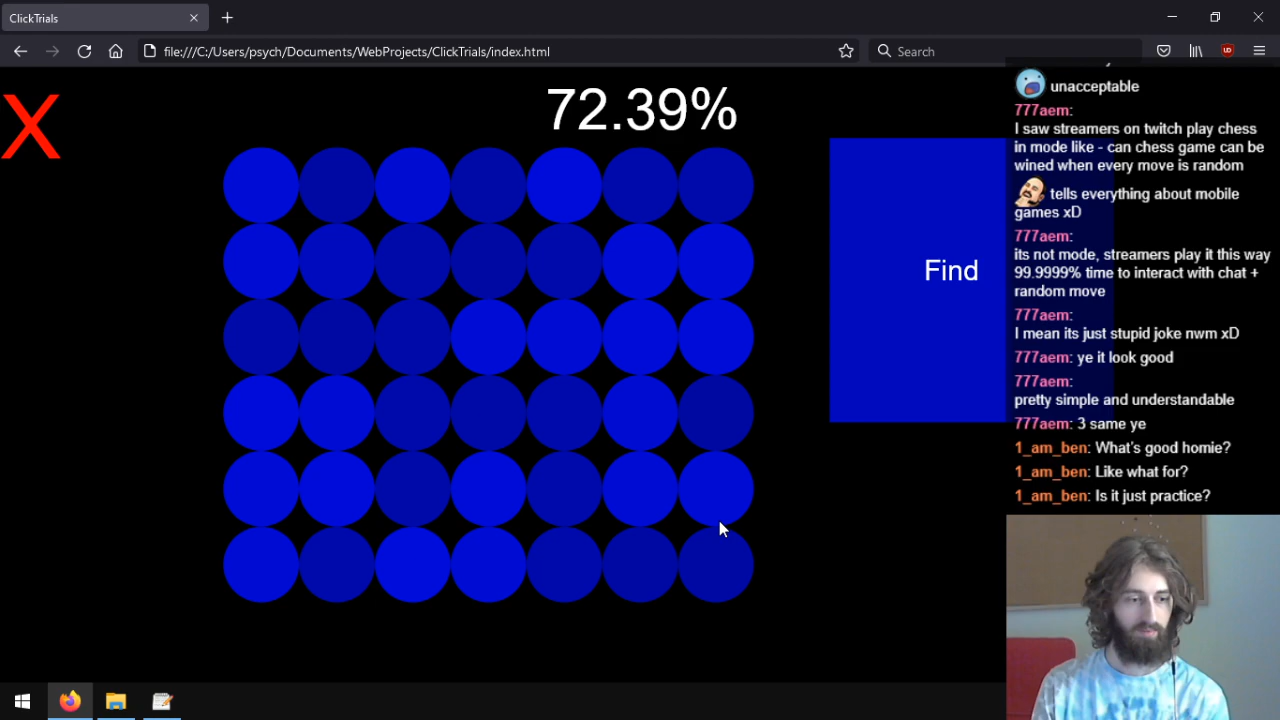 ClickTrials
file:///C:/Users/psych/Documents/WebProjects/ClickTrials/index.html
Search
X
72.39%
Find
unacceptable
777aem:
I saw streamers on twitch play chess
in mode like - can chess game can be
wined when every move is random
tells everything about mobile
games xD
777aem:
its not mode, streamers play it this way
99.9999% time to interact with chat +
random move
777aem:
I mean its just stupid joke nwm xD
777aem: ye it look good
777aem:
pretty simple and understandable
777aem: 3 same ye
1_am_ben: What's good homie?
1_am_ben: Like what for?
1_am_ben: Is it just practice?